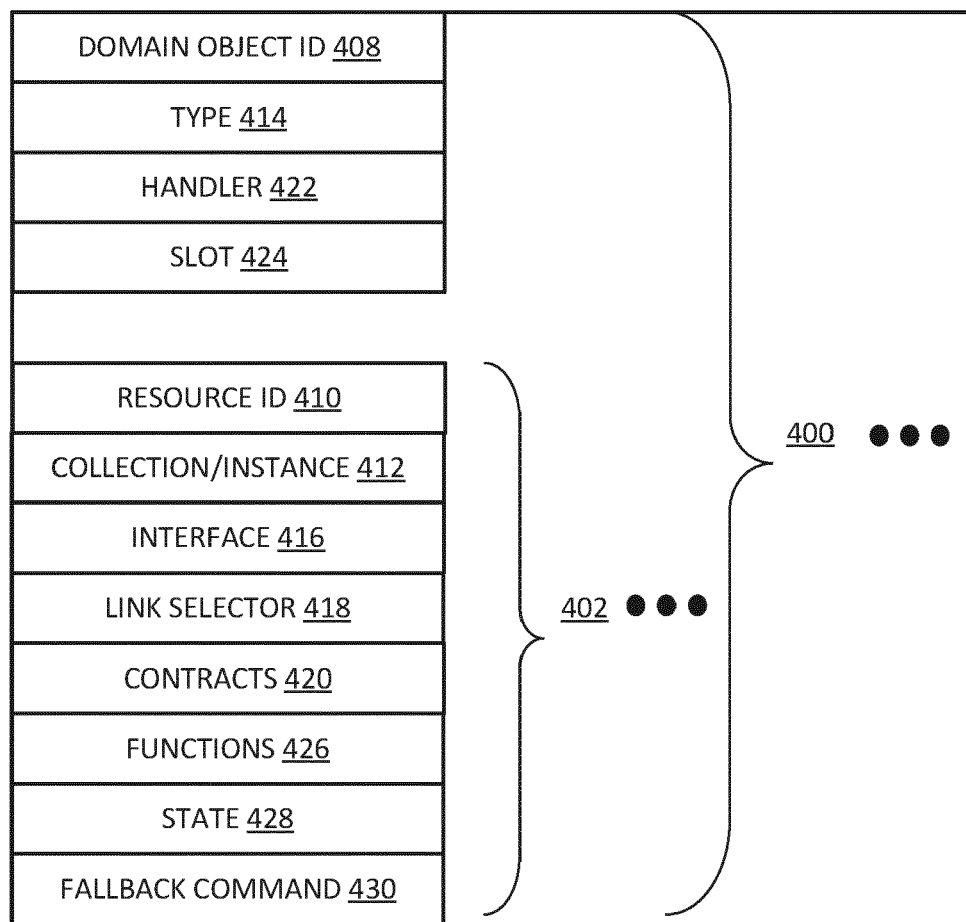 DOMAIN OBJECT ID 408
TYPE 414
HANDLER 422
SLOT 424
RESOURCE ID 410
COLLECTION/INSTANCE 412
INTERFACE 416
LINK SELECTOR 418
CONTRACTS 420
FUNCTIONS 426
STATE 428
FALLBACK COMMAND 430
402
400